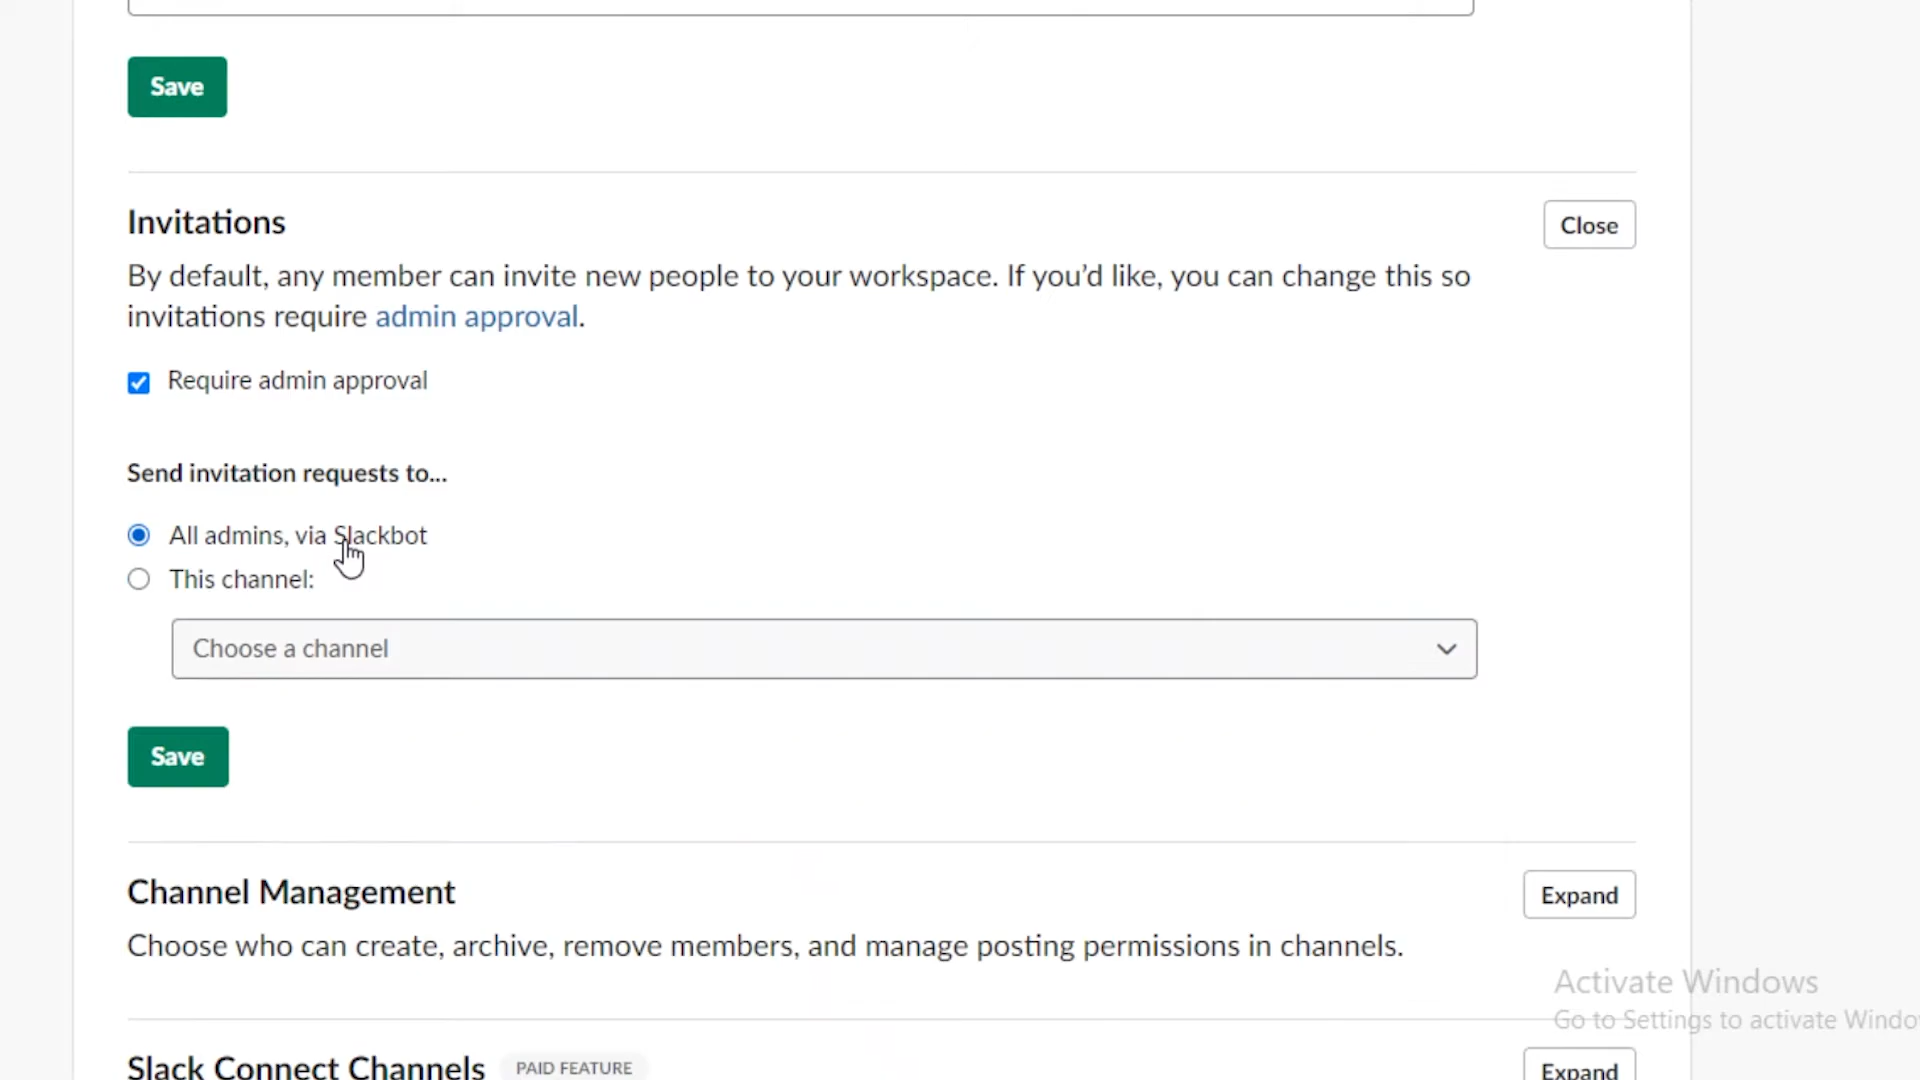 Save
Invitations
Close
By default, any member can invite new people to your workspace. If you’d like, you can change this so
invitations require admin approval.
Require admin approval
Send invitation requests to...
All admins, via Slackbot
This channel:
Choose a channel
Save
Channel Management
Expand
Choose who can create, archive, remove members, and manage posting permissions in channels.
Activate Windows
Go to Settings to activate Windo
Slack Connect Channels PAID FEATURE
Expand